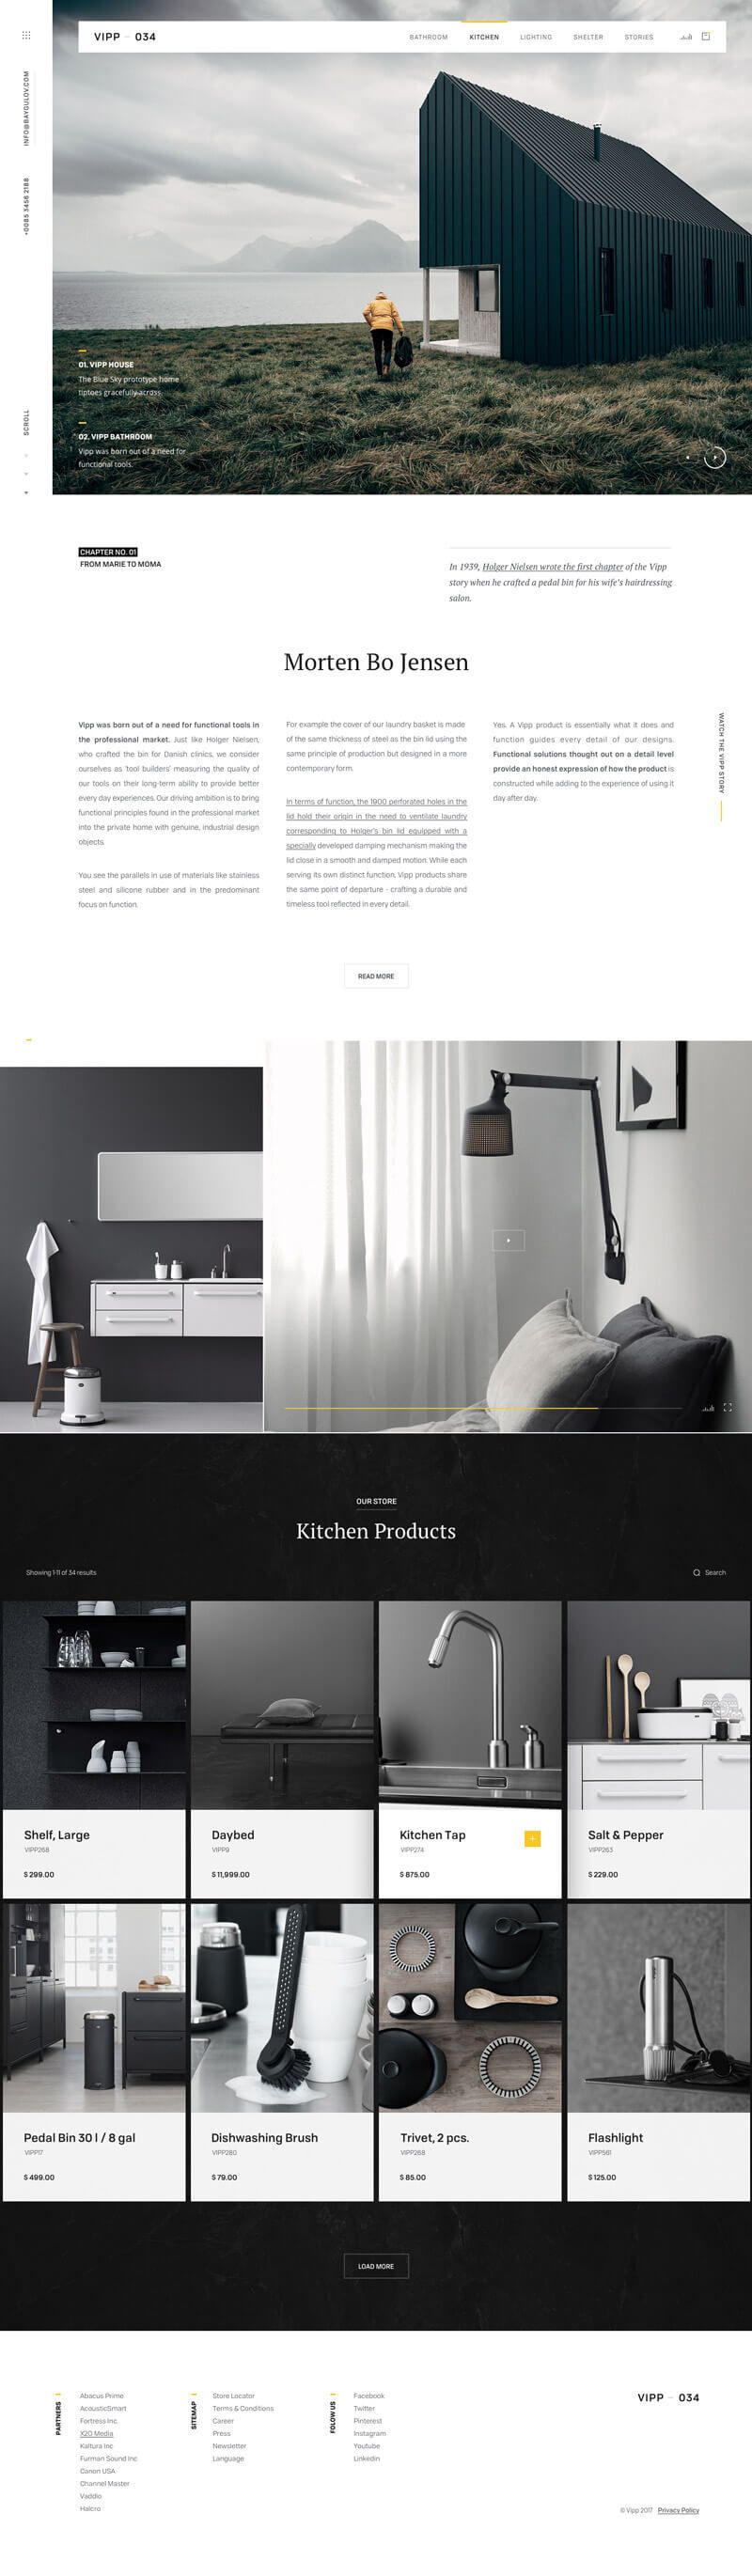 VIPP – 034
BATHROOM
KITCHEN
LIGHTING
SHELTER
STORIES
INFO@BAYGULOV.COM
+0085 3456 2188
SCROLL
01. VIPP HOUSE
The Blue Sky prototype home
tiptoes gracefully across
02. VIPP BATHROOM
Vipp was born out of a need for
functional tools.
CHAPTER NO. 01
FROM MARIE TO MOMA
In 1939, Holger Nielsen wrote the first chapter of the Vipp
story when he crafted a pedal bin for his wife's hairdressing
salon.
Morten Bo Jensen
Vipp was born out of a need for functional tools in
the professional market. Just like Holger Nielsen,
who crafted the bin for Danish clinics, we consider
ourselves as 'tool builders' measuring the quality of
our tools on their long-term ability to provide better
every day experiences. Our driving ambition is to bring
functional principles found in the professional market
into the private home with genuine, industrial design
objects.
You see the parallels in use of materials like stainless
steel and silicone rubber and in the predominant
focus on function.
For example the cover of our laundry basket is made
of the same thickness of steel as the bin lid using the
same principle of production but designed in a more
contemporary form.
In terms of function, the 1900 perforated holes in the
lid hold their origin in the need to ventilate laundry
corresponding to Holger's bin lid equipped with a
specially developed damping mechanism making the
lid close in a smooth and damped motion. While each
serving its own distinct function, Vipp products share
the same point of departure - crafting a durable and
timeless tool reflected in every detail.
Yes. A Vipp product is essentially what it does and
function guides every detail of our designs.
Functional solutions thought out on a detail level
provide an honest expression of how the product is
constructed while adding to the experience of using it
day after day.
WATCH THE VIPP STORY
READ MORE
OUR STORE
Kitchen Products
Showing 1-11 of 34 results
Search
Shelf, Large
VIPP268
$ 299.00
Daybed
VIPP9
$ 11,999.00
Kitchen Tap
VIPP274
$ 875.00
+
Salt & Pepper
VIPP263
$ 229.00
Pedal Bin 30 l / 8 gal
VIPP17
$ 499.00
Dishwashing Brush
VIPP280
$ 79.00
Trivet, 2 pcs.
VIPP268
$ 85.00
Flashlight
VIPP561
$ 125.00
LOAD MORE
PARTNERS
Abacus Prime
AcousticSmart
Fortress Inc.
X2O Media
Kaltura Inc
Furman Sound Inc
Canon USA
Channel Master
Vaddio
Halcro
SITEMAP
Store Locator
Terms & Conditions
Career
Press
Newsletter
Language
FOLOW US
Facebook
Twitter
Pinterest
Instagram
Youtube
Linkedin
VIPP – 034
© Vipp 2017 Privacy Policy